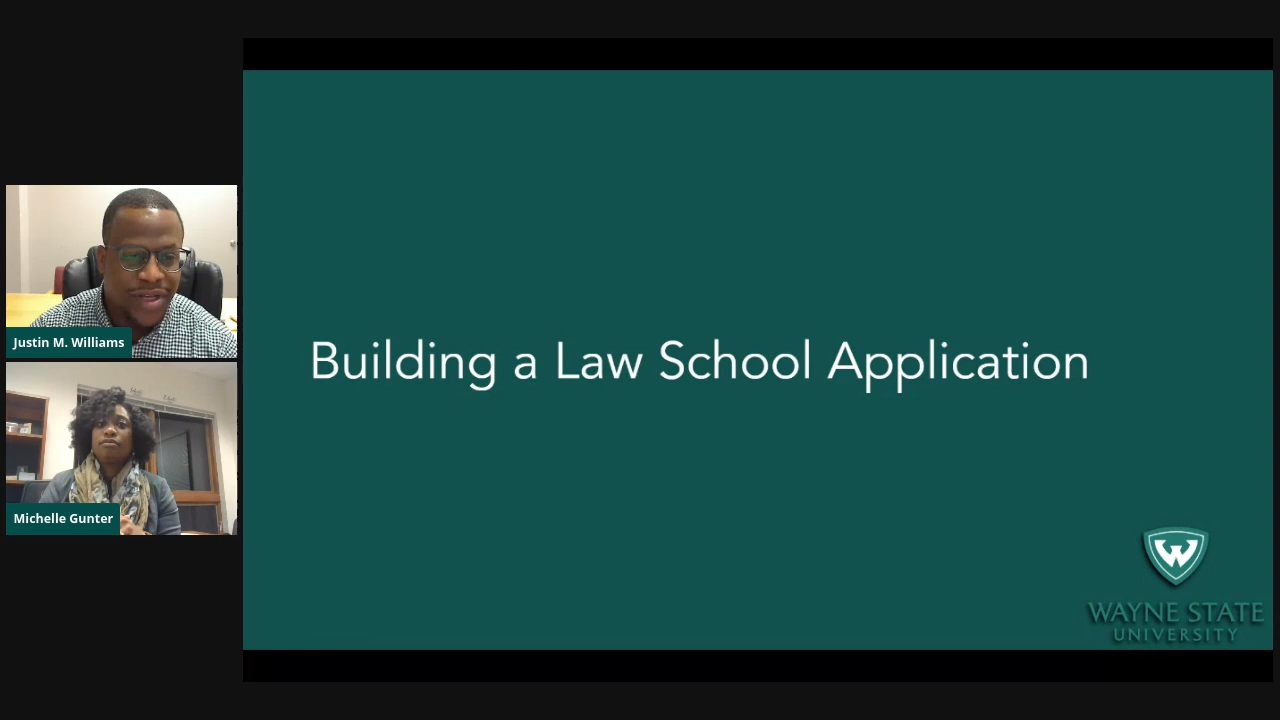 Justin M. Williams
Michelle Gunter
Building a Law School Application
W
WAYNE STATE
UNIVERSITY